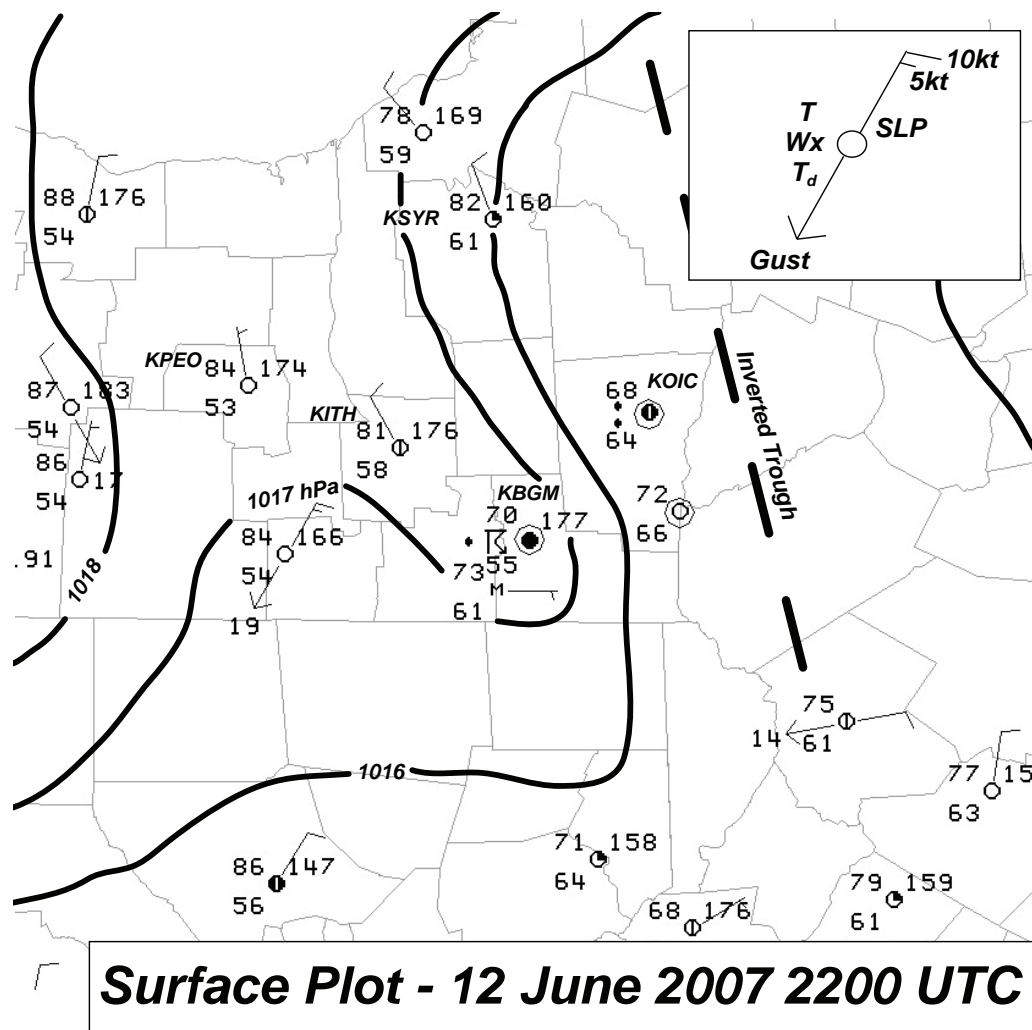 10kt
5kt
T
Wx
SLP
Td
Gust
78 169
59
KSYR
82 160
61
88 176
54
KPEO
84 174
53
87 183
54
KITH
81 176
58
86 17
54
68 KOIC
64
Inverted Trough
72
66
1017 hPa
KBGM
70 177
55
73
61
M
84 166
54
19
.91
1018
75
14 61
77 15
63
1016
71 158
64
86 147
56
79 159
61
68 176
Surface Plot - 12 June 2007 2200 UTC